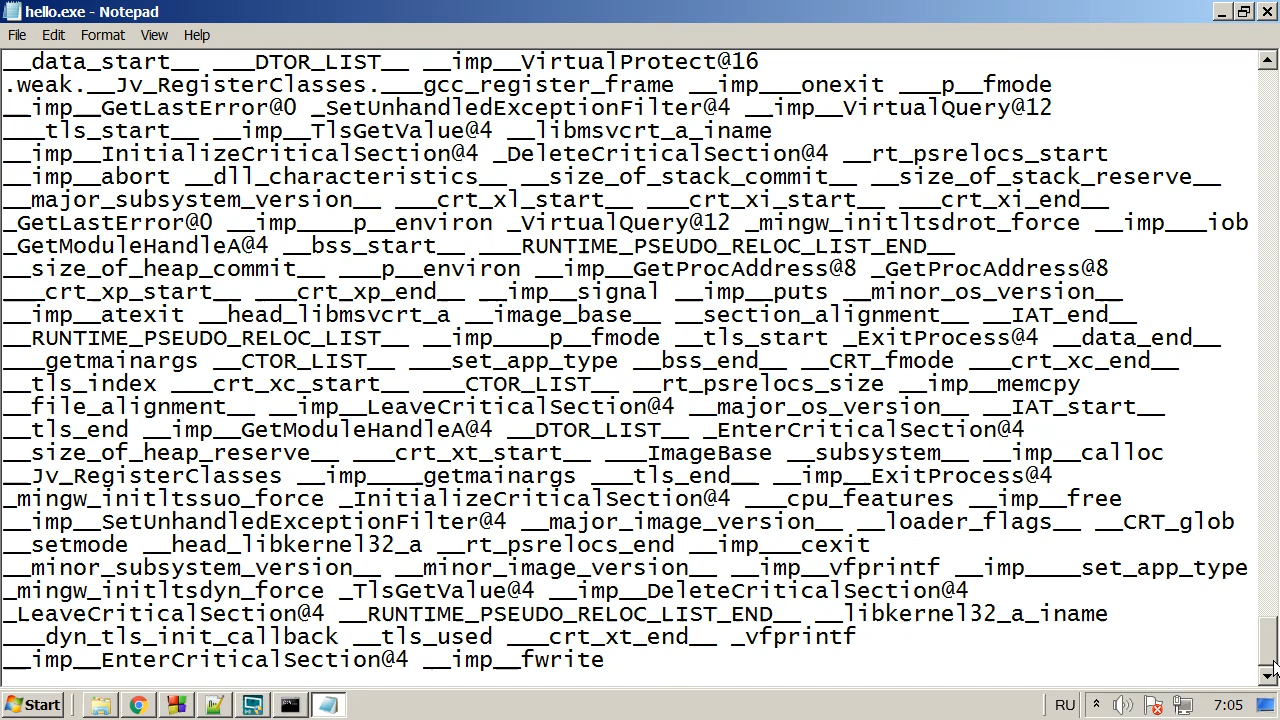 hello.exe - Notepad
File Edit Format View Help
__data_start__ ___DTOR_LIST__ __imp__VirtualProtect@16
.weak.__Jv_RegisterClasses.___gcc_register_frame __imp___onexit ___p__fmode
__imp__GetLastError@0 _SetUnhandledExceptionFilter@4 __imp__VirtualQuery@12
___tls_start__ __imp__TlsGetValue@4 __libmsvcrt_a_iname
__imp__InitializeCriticalSection@4 _DeleteCriticalSection@4 __rt_psrelocs_start
__imp__abort __dll_characteristics__ __size_of_stack_commit__ __size_of_stack_reserve__
__major_subsystem_version__ ___crt_xl_start__ ___crt_xi_start__ ___crt_xi_end__
_GetLastError@0 __imp____p__environ _VirtualQuery@12 _mingw_initltsdrot_force __imp___iob
_GetModuleHandleA@4 __bss_start__ ___RUNTIME_PSEUDO_RELOC_LIST_END__
__size_of_heap_commit__ ___p__environ __imp__GetProcAddress@8 _GetProcAddress@8
___crt_xp_start__ ___crt_xp_end__ __imp__signal __imp__puts __minor_os_version__
__imp__atexit __head_libmsvcrt_a __image_base__ __section_alignment__ __IAT_end__
__RUNTIME_PSEUDO_RELOC_LIST__ __imp____p__fmode __tls_start _ExitProcess@4 __data_end__
___getmainargs __CTOR_LIST__ ___set_app_type __bss_end__ __CRT_fmode ___crt_xc_end__
__tls_index ___crt_xc_start__ ___CTOR_LIST__ __rt_psrelocs_size __imp__memcpy
__file_alignment__ __imp__LeaveCriticalSection@4 __major_os_version__ __IAT_start__
__tls_end __imp__GetModuleHandleA@4 __DTOR_LIST__ _EnterCriticalSection@4
__size_of_heap_reserve__ ___crt_xt_start__ ___ImageBase __subsystem__ __imp__calloc
__Jv_RegisterClasses __imp____getmainargs ___tls_end__ __imp__ExitProcess@4
_mingw_initltssuo_force _InitializeCriticalSection@4 ___cpu_features __imp__free
__imp__SetUnhandledExceptionFilter@4 __major_image_version__ __loader_flags__ __CRT_glob
__setmode __head_libkernel32_a __rt_psrelocs_end __imp___cexit
__minor_subsystem_version__ __minor_image_version__ __imp__vfprintf __imp____set_app_type
_mingw_initltsdyn_force _TlsGetValue@4 __imp__DeleteCriticalSection@4
_LeaveCriticalSection@4 __RUNTIME_PSEUDO_RELOC_LIST_END__ __libkernel32_a_iname
___dyn_tls_init_callback __tls_used ___crt_xt_end__ _vfprintf
__imp__EnterCriticalSection@4 __imp__fwrite
Start RU 7:05